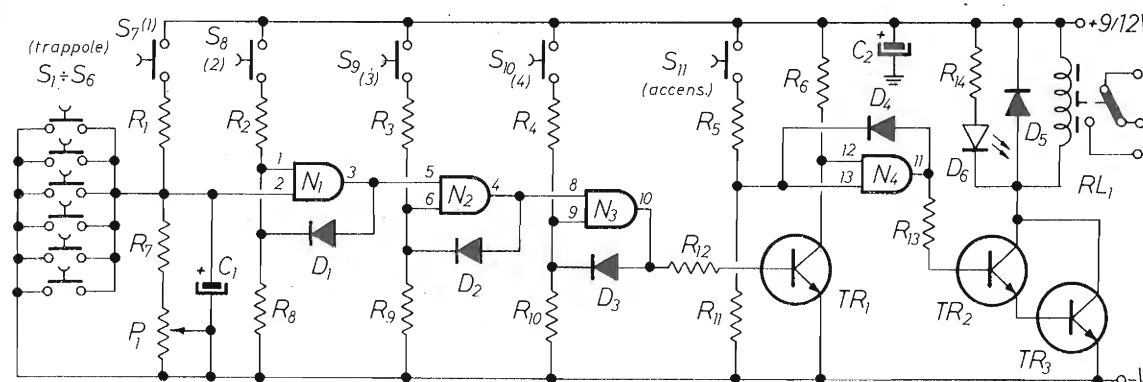 S7(1)
S8
(2)
S9(3)
S10(4)
S11
(accens.)
+9/12V
(trappole)
S1÷S6
R1
R2
R3
R4
R5
R6
+
C2
D4
R14
D5
D6
RL1
1
2
N1
3
5
6
N2
4
8
9
N3
10
12
13
N4
11
R7
+
C1
D1
D2
D3
R12
R13
P1
R8
R9
R10
R11
TR1
TR2
TR3